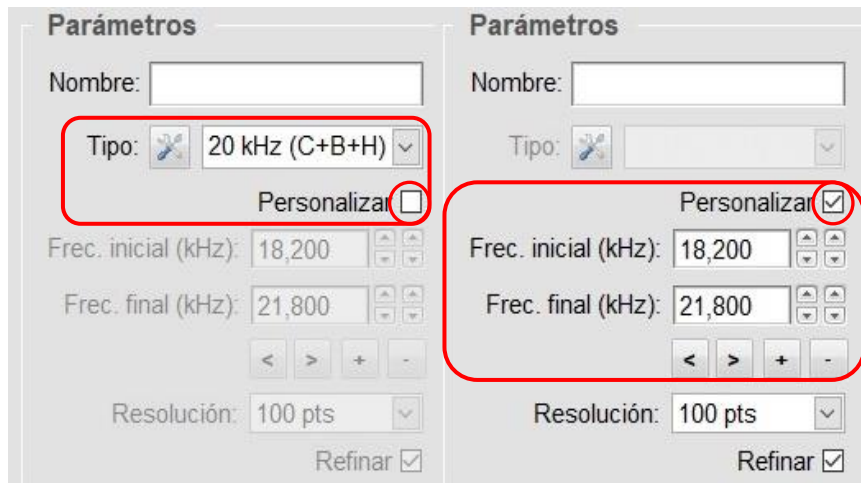 Parámetros
Nombre:
Tipo: 20 kHz (C+B+H)
Personalizar
Frec. inicial (kHz): 18,200
Frec. final (kHz): 21,800
< > + -
Resolución: 100 pts
Refinar
Parámetros
Nombre:
Tipo:
Personalizar
Frec. inicial (kHz): 18,200
Frec. final (kHz): 21,800
< > + -
Resolución: 100 pts
Refinar